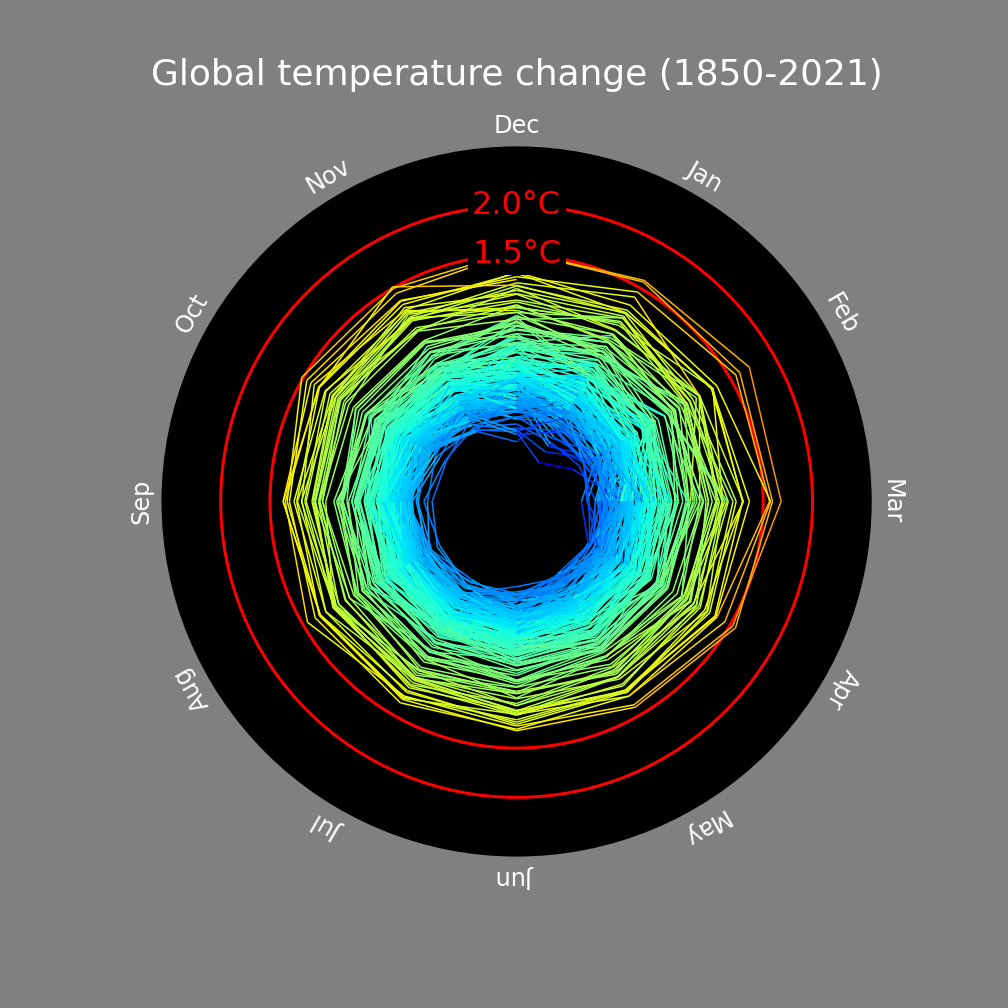 Global temperature change (1850-2021)
Dec
Jan
Feb
Mar
Apr
May
Jun
Jul
Aug
Sep
Oct
Nov
2.0°C
1.5°C